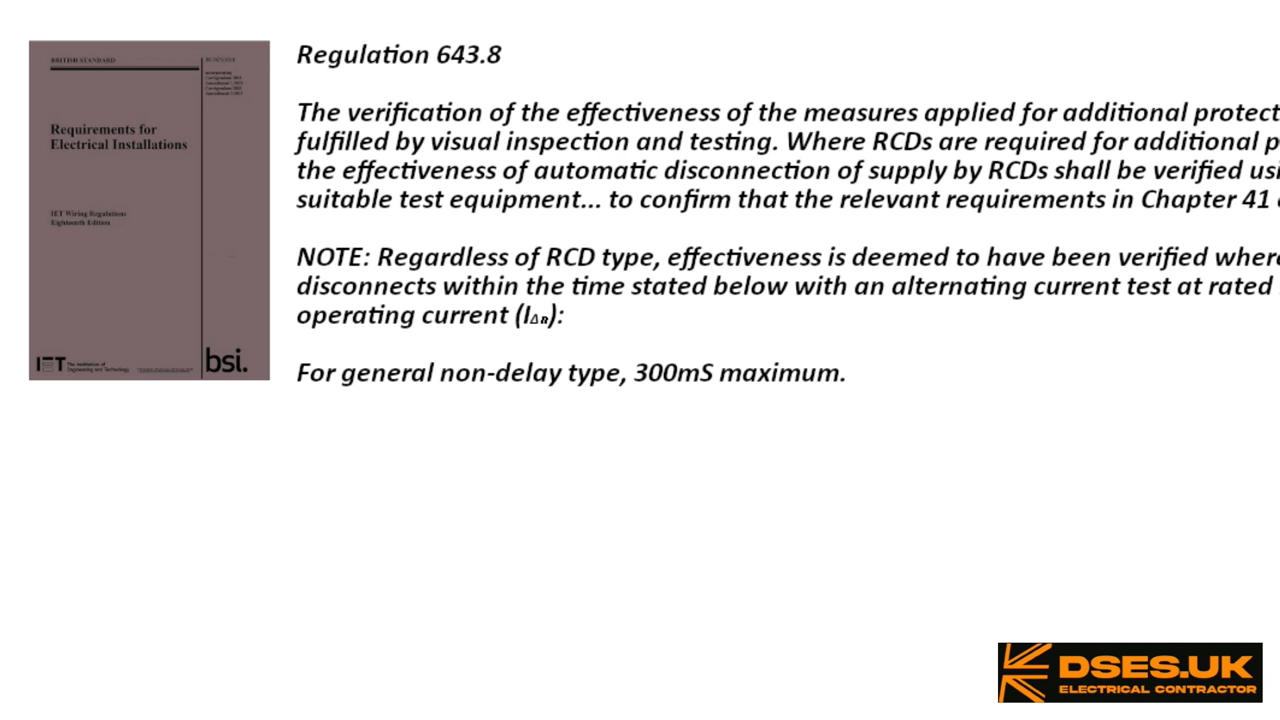 BRITISH STANDARD
Requirements for
Electrical Installations
IET Wiring Regulations
Eighteenth Edition
IET The Institution of
Engineering and Technology
bsi.
Regulation 643.8
The verification of the effectiveness of the measures applied for additional protect
fulfilled by visual inspection and testing. Where RCDs are required for additional p
the effectiveness of automatic disconnection of supply by RCDs shall be verified usi
suitable test equipment... to confirm that the relevant requirements in Chapter 41
NOTE: Regardless of RCD type, effectiveness is deemed to have been verified where
disconnects within the time stated below with an alternating current test at rated
operating current (IΔn):
For general non-delay type, 300mS maximum.
DSES.UK
ELECTRICAL CONTRACTOR